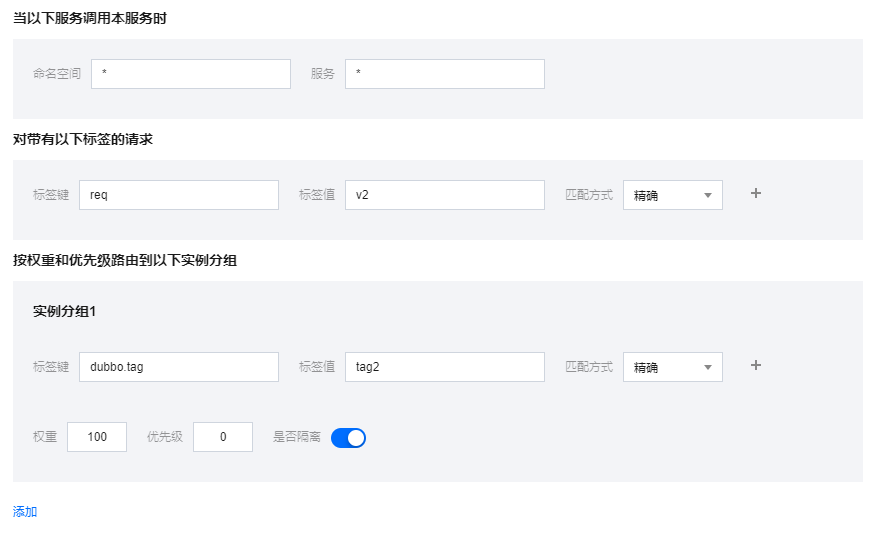 当以下服务调用本服务时
命名空间 * 服务 *
对带有以下标签的请求
标签键 req 标签值 v2 匹配方式 精确 +
按权重和优先级路由到以下实例分组
实例分组1
标签键 dubbo.tag 标签值 tag2 匹配方式 精确 +
权重 100 优先级 0 是否隔离
添加